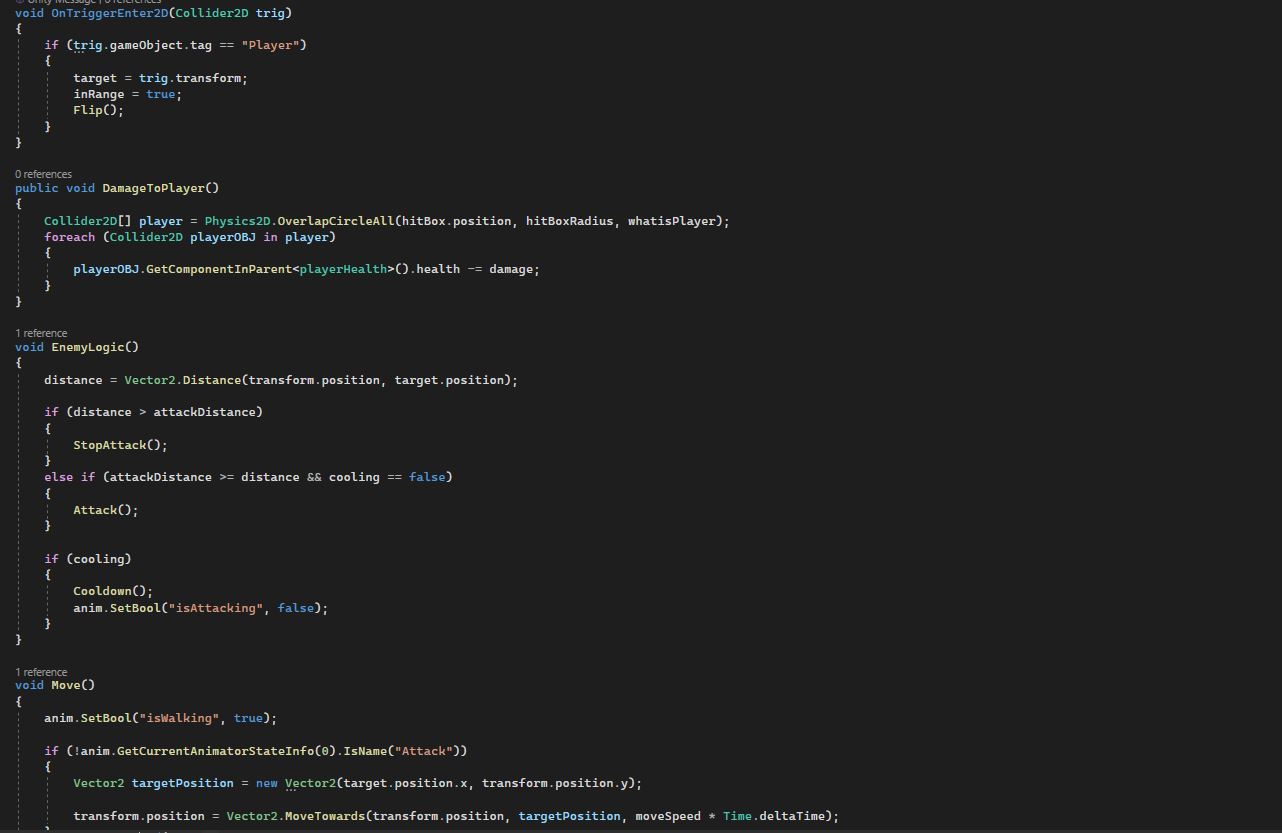 Unity Message | 0 references
void OnTriggerEnter2D(Collider2D trig)
{
    if (trig.gameObject.tag == "Player")
    {
        target = trig.transform;
        inRange = true;
        Flip();
    }
}

0 references
public void DamageToPlayer()
{
    Collider2D[] player = Physics2D.OverlapCircleAll(hitBox.position, hitBoxRadius, whatisPlayer);
    foreach (Collider2D playerOBJ in player)
    {
        playerOBJ.GetComponentInParent<playerHealth>().health -= damage;
    }
}

1 reference
void EnemyLogic()
{
    distance = Vector2.Distance(transform.position, target.position);

    if (distance > attackDistance)
    {
        StopAttack();
    }
    else if (attackDistance >= distance && cooling == false)
    {
        Attack();
    }

    if (cooling)
    {
        Cooldown();
        anim.SetBool("isAttacking", false);
    }
}

1 reference
void Move()
{
    anim.SetBool("isWalking", true);

    if (!anim.GetCurrentAnimatorStateInfo(0).IsName("Attack"))
    {
        Vector2 targetPosition = new Vector2(target.position.x, transform.position.y);

        transform.position = Vector2.MoveTowards(transform.position, targetPosition, moveSpeed * Time.deltaTime);
    }